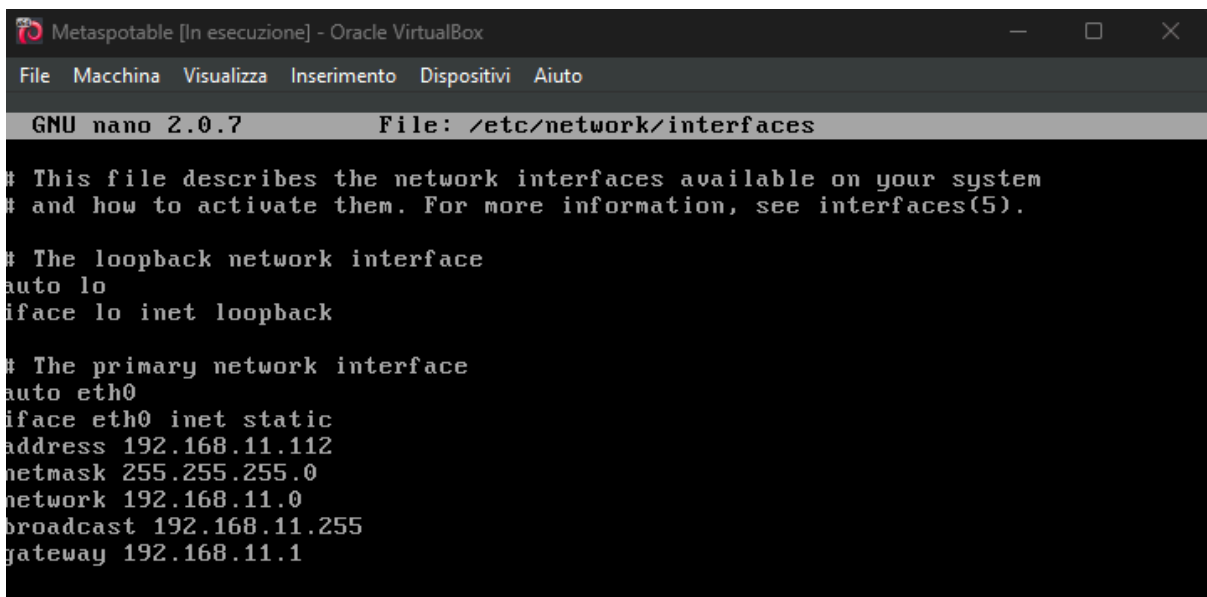 Metaspotable [In esecuzione] - Oracle VirtualBox
File Macchina Visualizza Inserimento Dispositivi Aiuto
GNU nano 2.0.7 File: /etc/network/interfaces
# This file describes the network interfaces available on your system
# and how to activate them. For more information, see interfaces(5).
# The loopback network interface
auto lo
iface lo inet loopback
# The primary network interface
auto eth0
iface eth0 inet static
address 192.168.11.112
netmask 255.255.255.0
network 192.168.11.0
broadcast 192.168.11.255
gateway 192.168.11.1